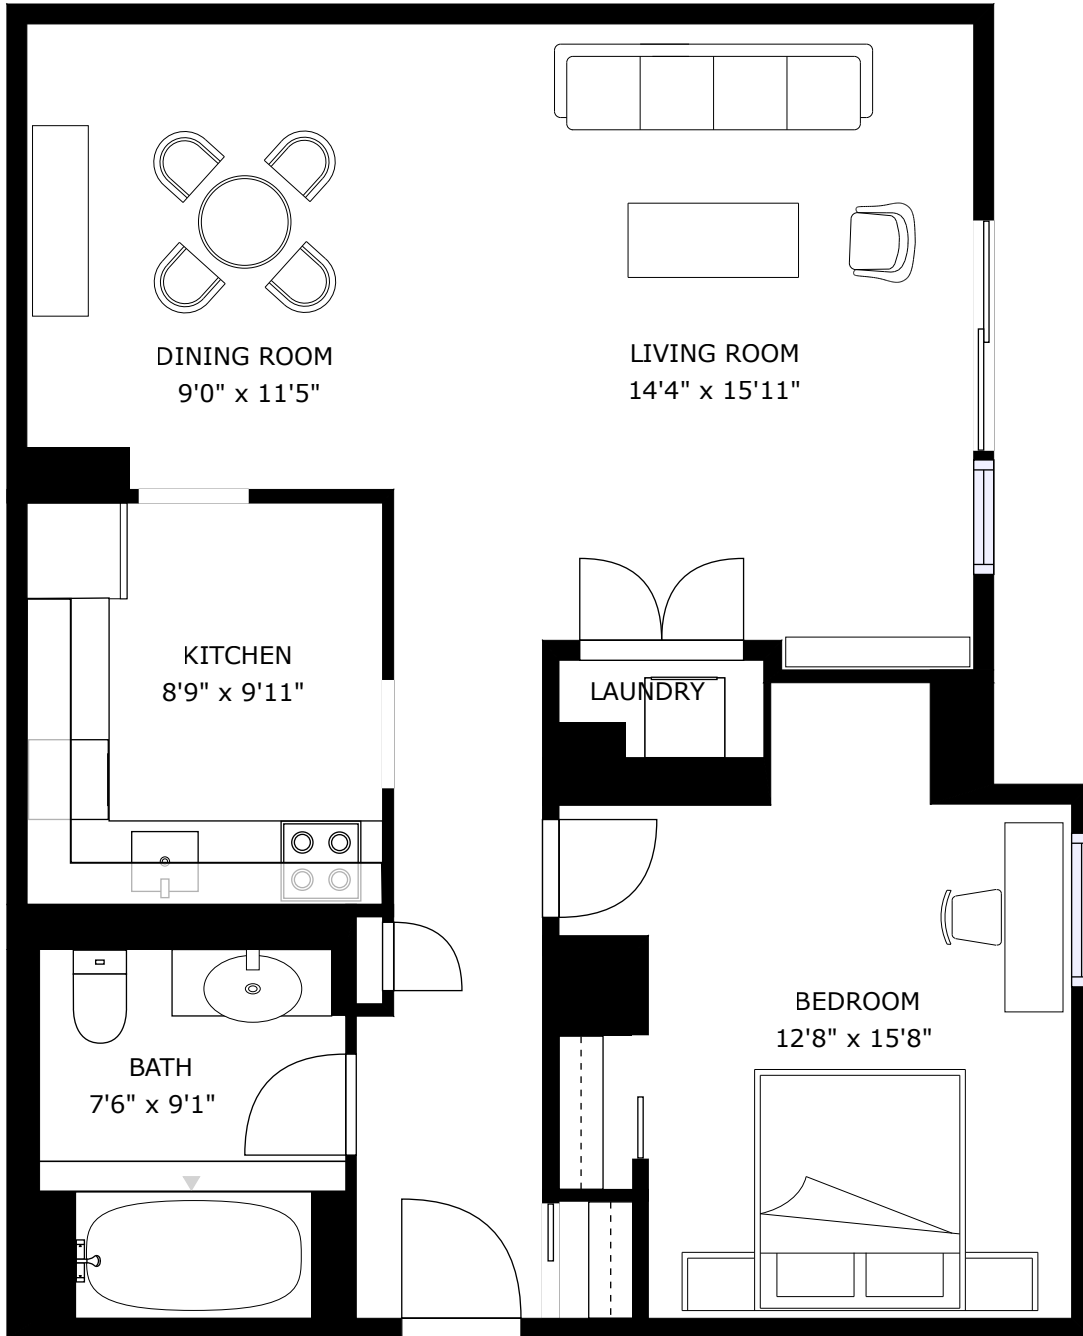 DINING ROOM
9'0" x 11'5"
LIVING ROOM
14'4" x 15'11"
KITCHEN
8'9" x 9'11"
LAUNDRY
BEDROOM
12'8" x 15'8"
BATH
7'6" x 9'1"